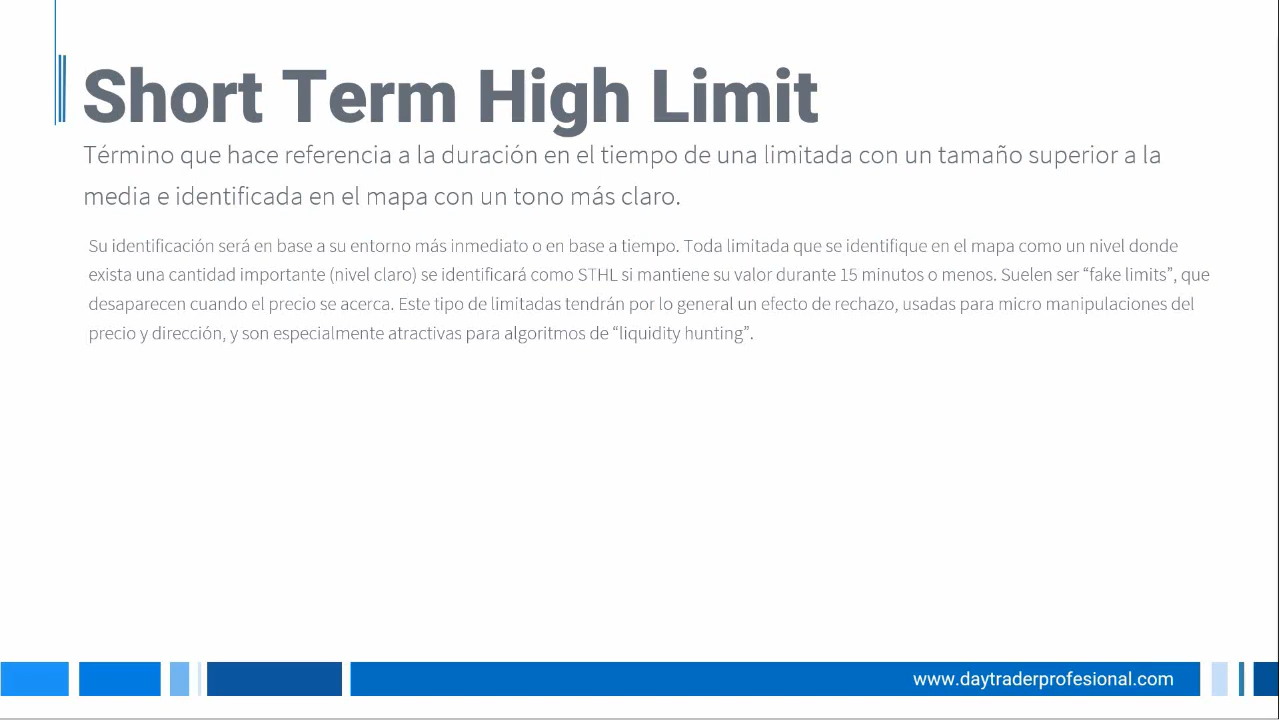 Short Term High Limit
Término que hace referencia a la duración en el tiempo de una limitada con un tamaño superior a la
media e identificada en el mapa con un tono más claro.
Su identificación será en base a su entorno más inmediato o en base a tiempo. Toda limitada que se identifique en el mapa como un nivel donde
exista una cantidad importante (nivel claro) se identificará como STHL si mantiene su valor durante 15 minutos o menos. Suelen ser “fake limits”, que
desaparecen cuando el precio se acerca. Este tipo de limitadas tendrán por lo general un efecto de rechazo, usadas para micro manipulaciones del
precio y dirección, y son especialmente atractivas para algoritmos de “liquidity hunting”.
www.daytraderprofesional.com